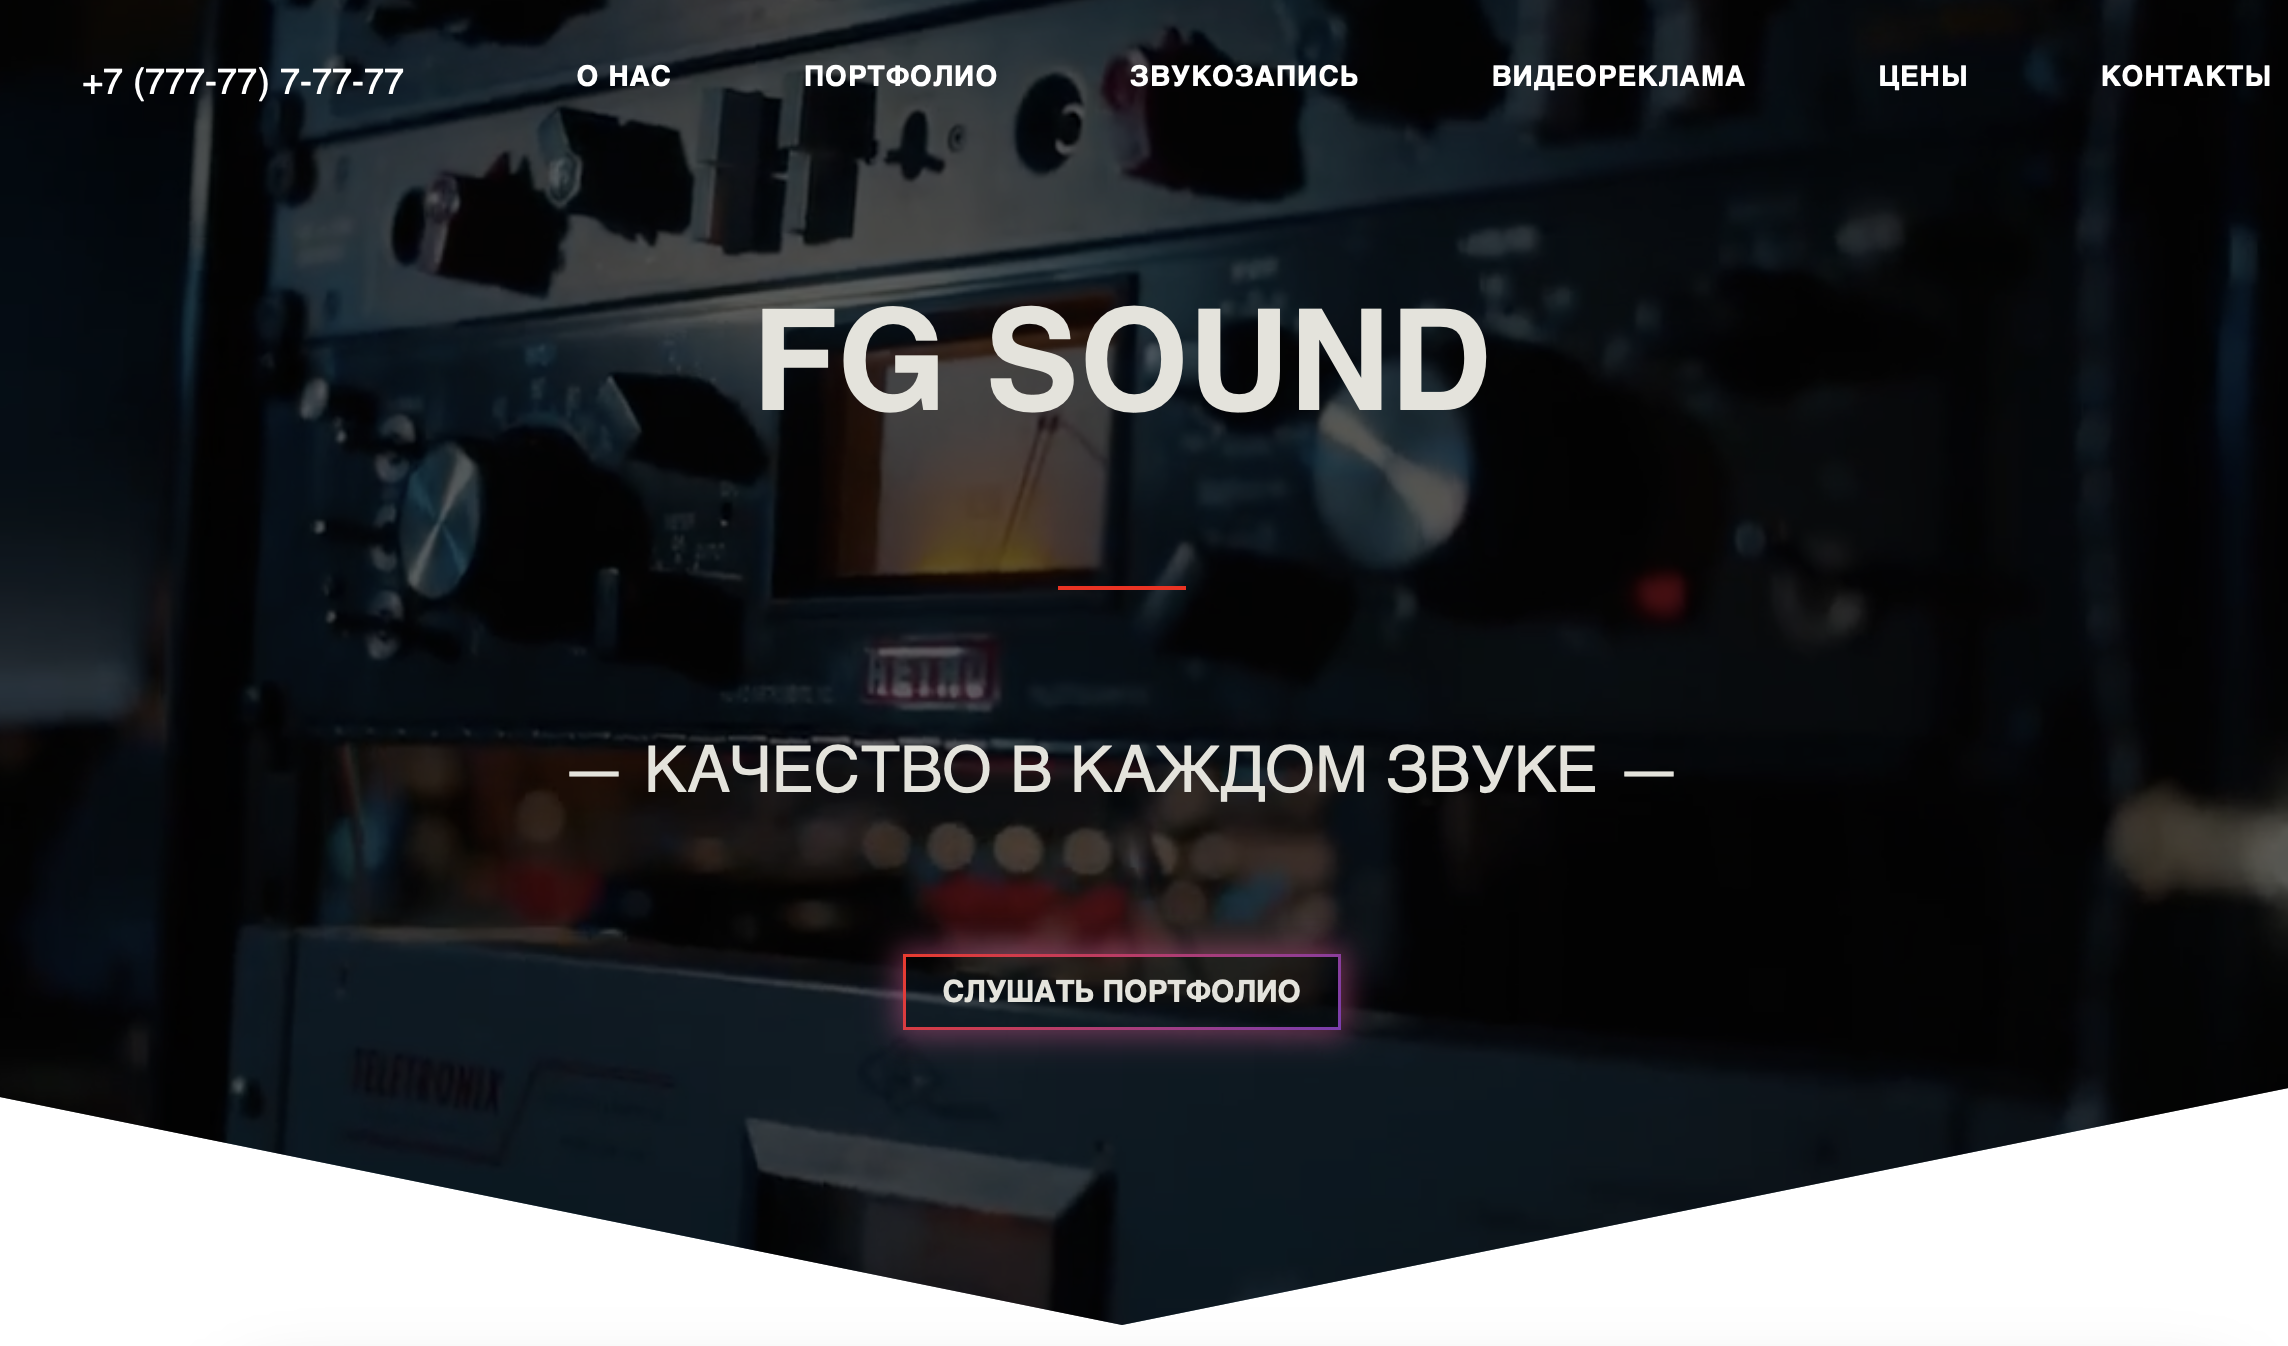 +7 (777-77) 7-77-77
О НАС
ПОРТФОЛИО
ЗВУКОЗАПИСЬ
ВИДЕОРЕКЛАМА
ЦЕНЫ
КОНТАКТЫ
FG SOUND
— КАЧЕСТВО В КАЖДОМ ЗВУКЕ —
СЛУШАТЬ ПОРТФОЛИО
TELETRONIX